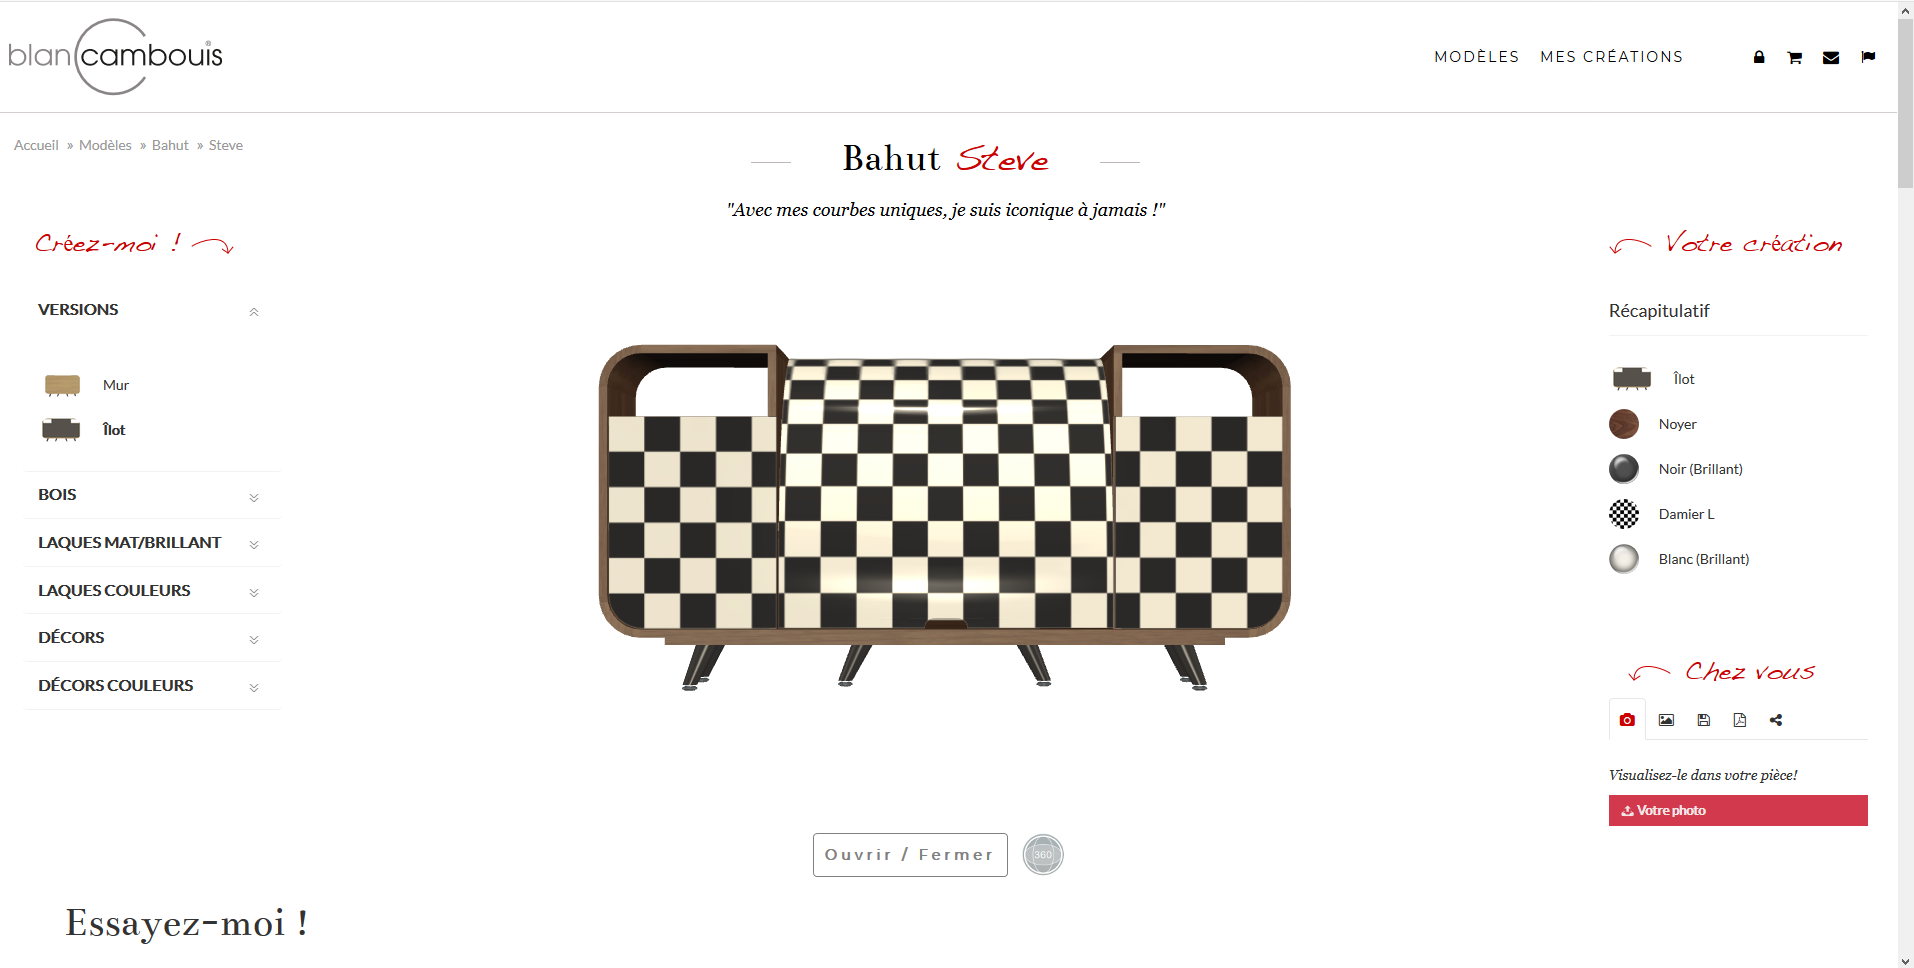 blancambouis®
MODÈLES MES CRÉATIONS
Accueil » Modèles » Bahut » Steve
Bahut Steve
"Avec mes courbes uniques, je suis iconique à jamais !"
Créez-moi !
VERSIONS
Mur
Îlot
BOIS
LAQUES MAT/BRILLANT
LAQUES COULEURS
DÉCORS
DÉCORS COULEURS
Votre création
Récapitulatif
Îlot
Noyer
Noir (Brillant)
Damier L
Blanc (Brillant)
Chez vous
Visualisez-le dans votre pièce!
Votre photo
Ouvrir / Fermer
360
Essayez-moi !